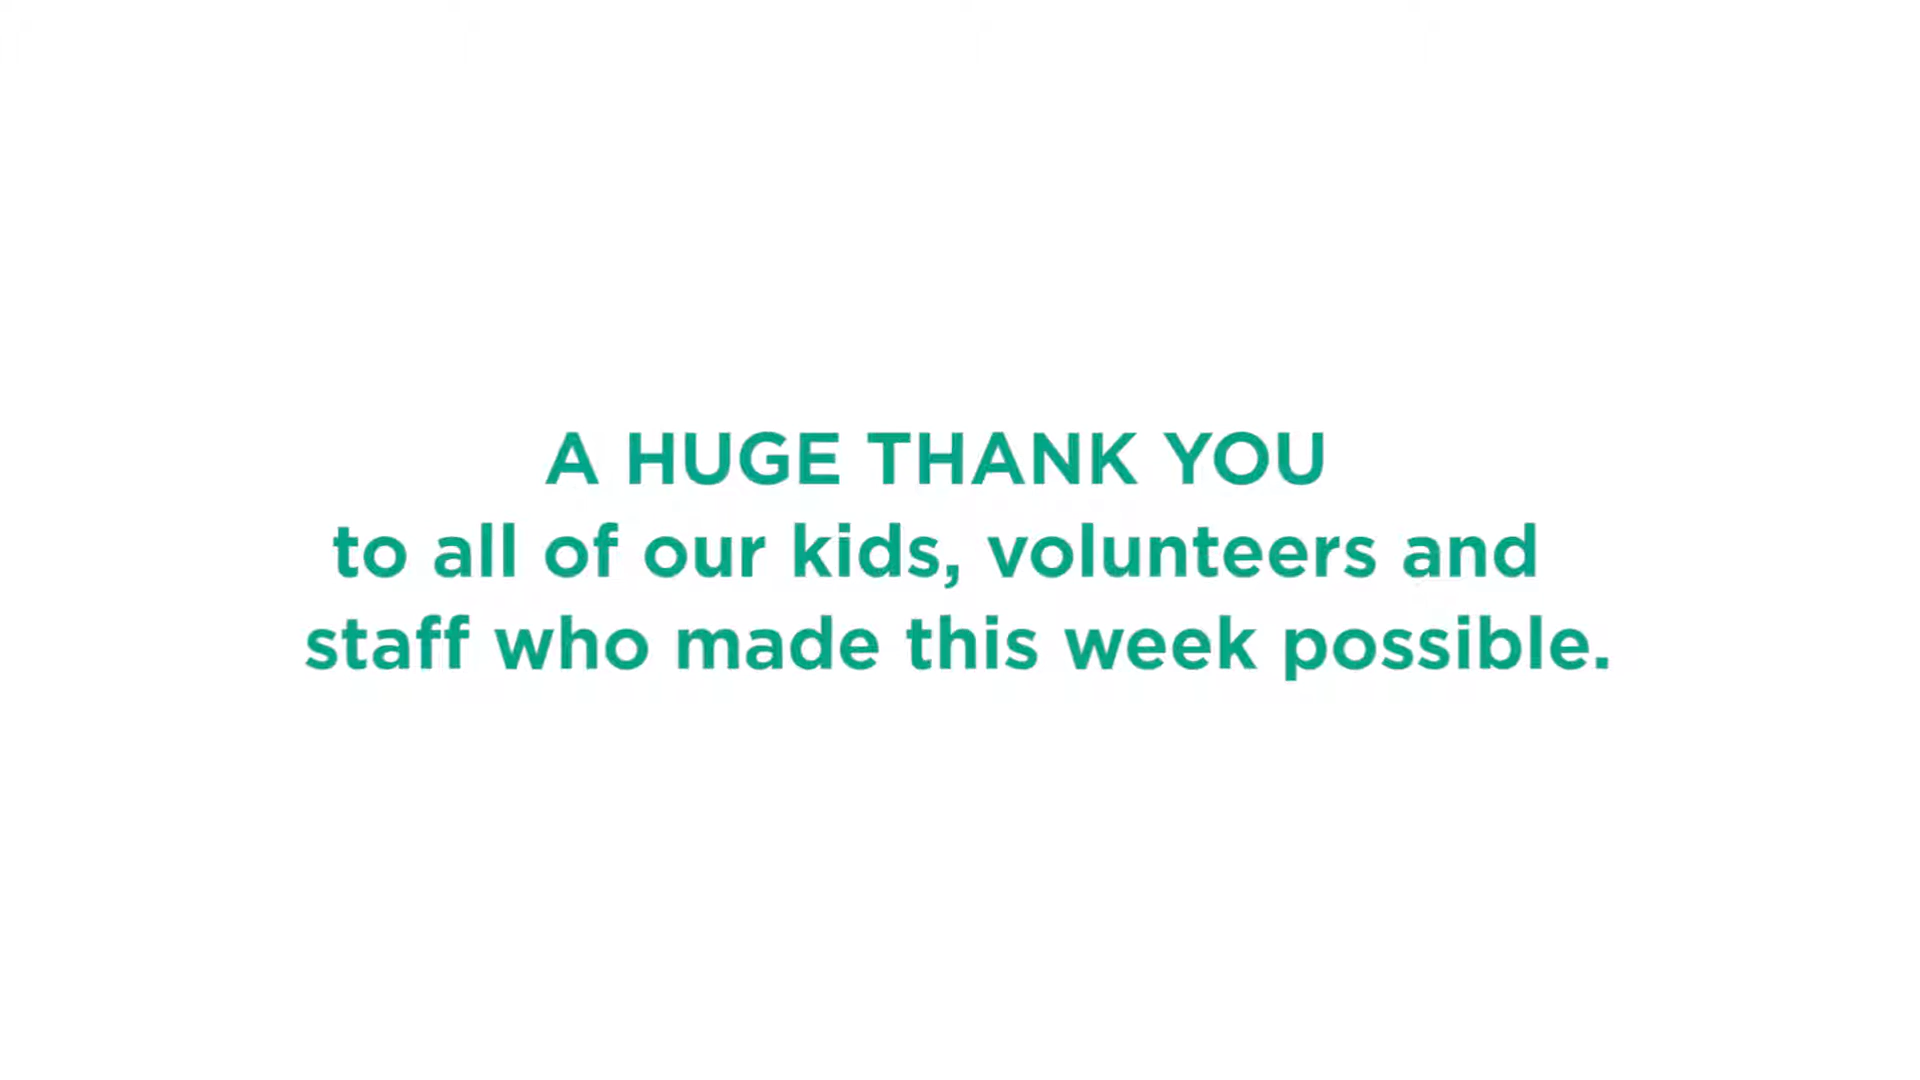 A HUGE THANK YOU
to all of our kids, volunteers and
staff who made this week possible.